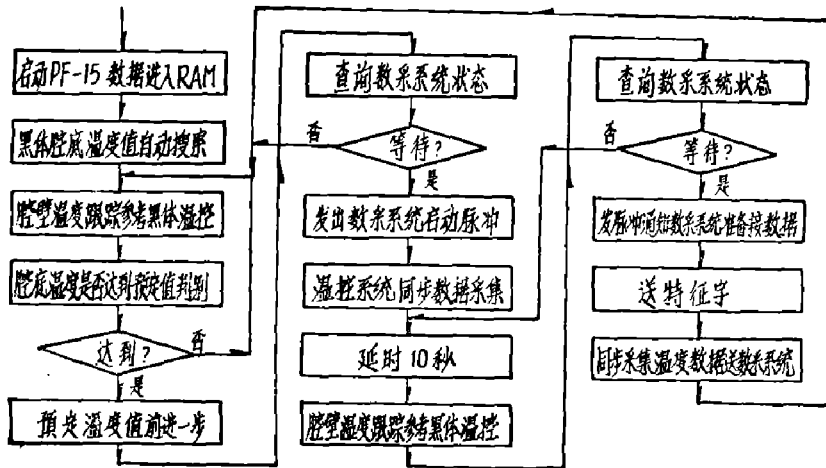 启动PF-15数据进入RAM
黑体腔底温度值自动搜索
腔壁温度跟踪参考黑体温控
腔底温度是否达到预定值判别
达到?
否
是
预定温度值前进一步
查询数采系统状态
否
等待?
是
发出数采系统启动脉冲
温控系统同步数据采集
延时10秒
腔壁温度跟踪参考黑体温控
查询数采系统状态
否
等待?
是
发脉冲通知数采系统准备接数据
送特征字
同步采集温度数据送数采系统